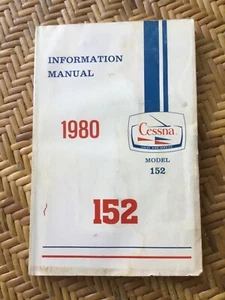 INFORMATION
MANUAL
1980
Cessna
MODEL
152
152